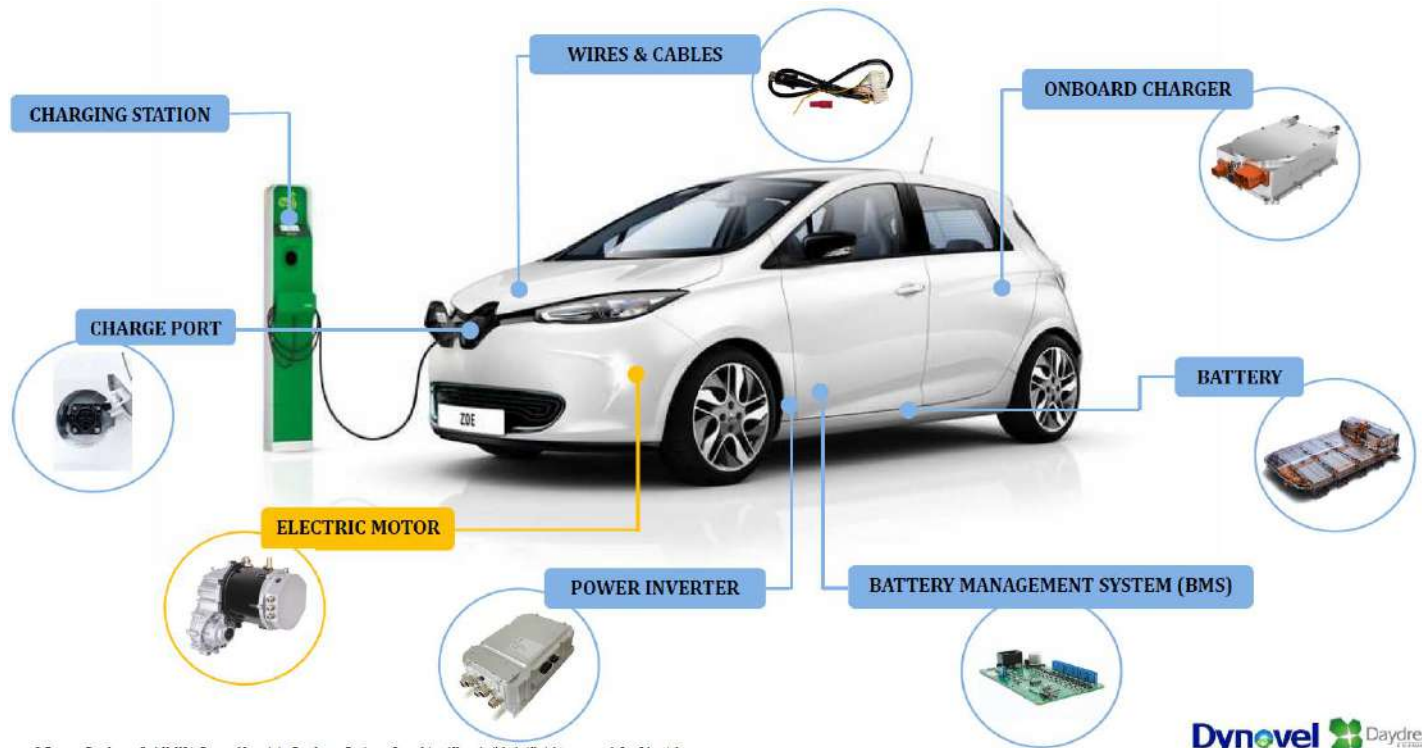 WIRES & CABLES
ONBOARD CHARGER
CHARGING STATION
CHARGE PORT
BATTERY
ZOE
ELECTRIC MOTOR
POWER INVERTER
BATTERY MANAGEMENT SYSTEM (BMS)
Dynovel Daydre